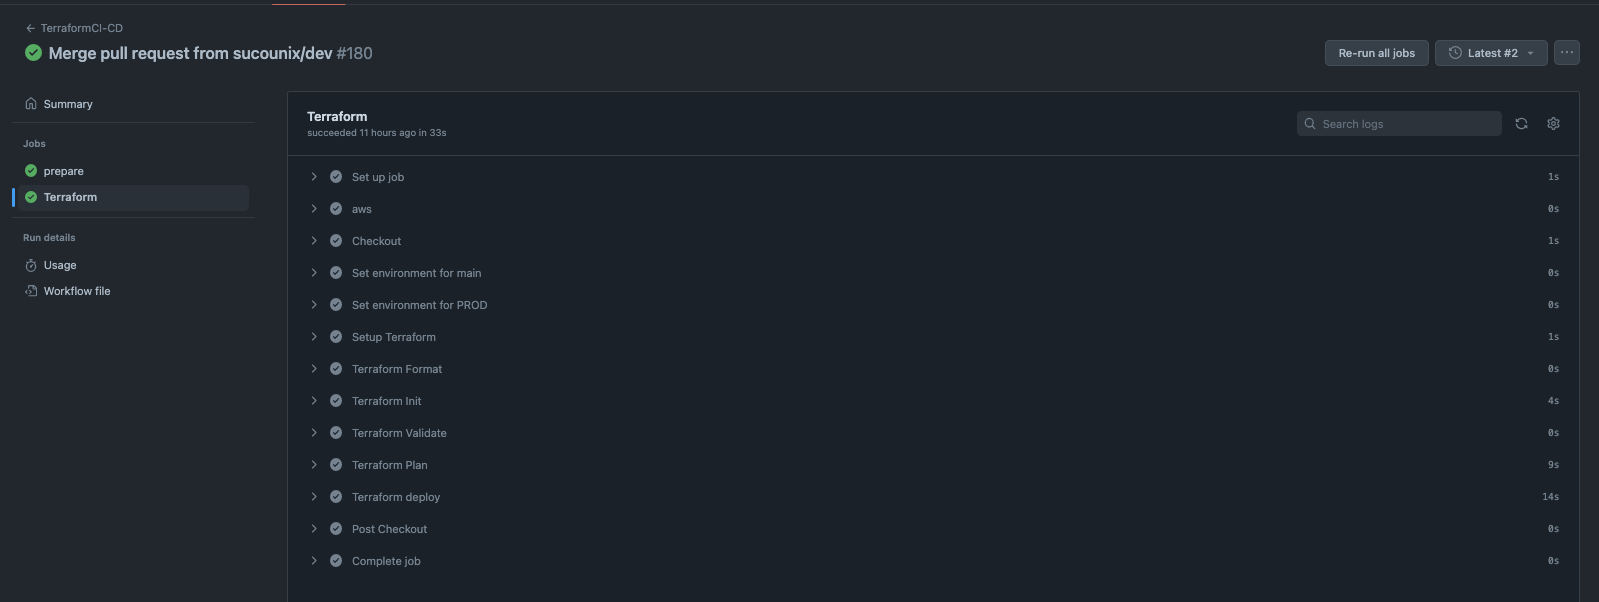 TerraformCI-CD
Merge pull request from sucounix/dev #180
Re-run all jobs
Latest #2
Summary
Jobs
prepare
Terraform
Run details
Usage
Workflow file
Terraform
succeeded 11 hours ago in 33s
Search logs
Set up job 1s
aws 0s
Checkout 1s
Set environment for main 0s
Set environment for PROD 0s
Setup Terraform 1s
Terraform Format 0s
Terraform Init 4s
Terraform Validate 0s
Terraform Plan 9s
Terraform deploy 14s
Post Checkout 0s
Complete job 0s